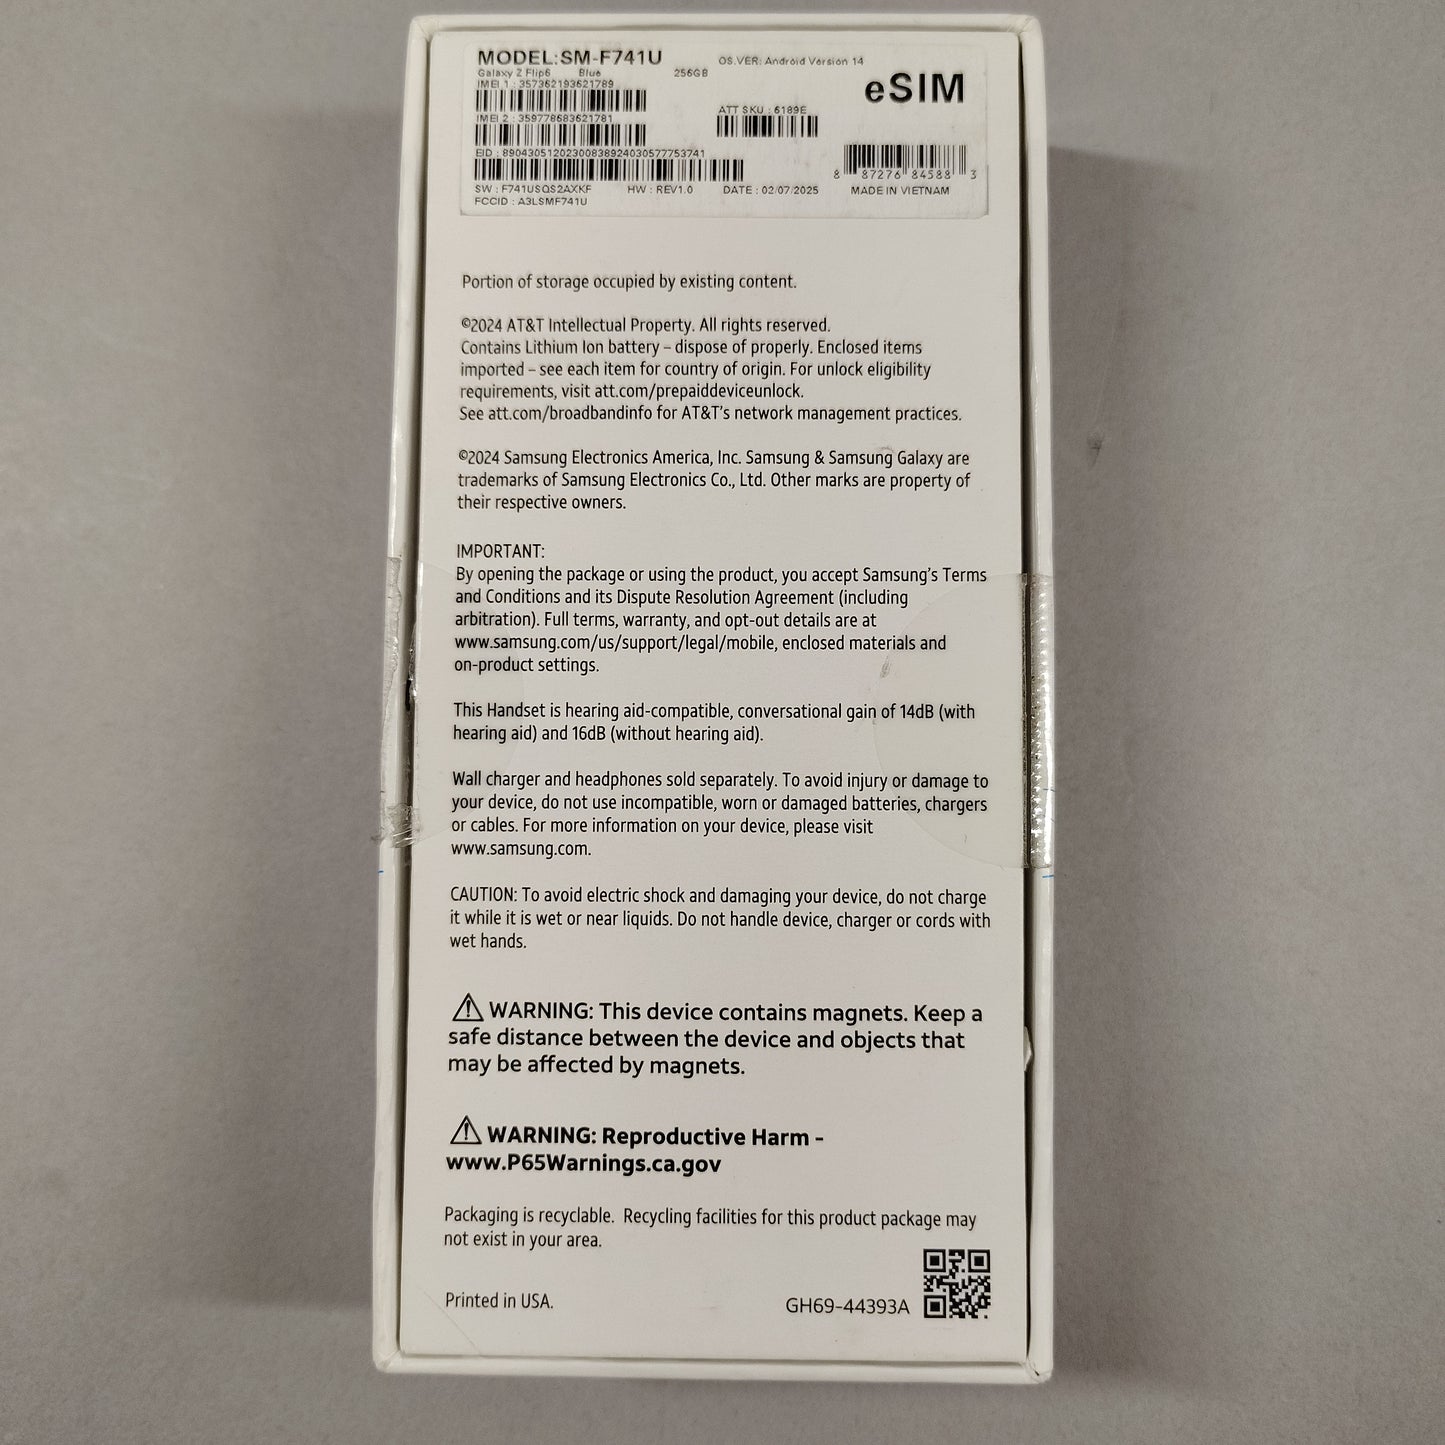 MODEL:SM-F741U
OS.VER: Android Version 14
Galaxy Z Flip6 Blue 256GB
eSIM
IMEI 1 : 357362193621789
ATT SKU : 6189E
IMEI 2 : 359778683621781
EID : 89043051202300838924030577753741
8 87276 84588 3
SW : F741USQS2AXKF HW : REV1.0 DATE : 02/07/2025 MADE IN VIETNAM
FCCID : A3LSMF741U
Portion of storage occupied by existing content.
©2024 AT&T Intellectual Property. All rights reserved.
Contains Lithium Ion battery – dispose of properly. Enclosed items
imported – see each item for country of origin. For unlock eligibility
requirements, visit att.com/prepaiddeviceunlock.
See att.com/broadbandinfo for AT&T's network management practices.
©2024 Samsung Electronics America, Inc. Samsung & Samsung Galaxy are
trademarks of Samsung Electronics Co., Ltd. Other marks are property of
their respective owners.
IMPORTANT:
By opening the package or using the product, you accept Samsung's Terms
and Conditions and its Dispute Resolution Agreement (including
arbitration). Full terms, warranty, and opt-out details are at
www.samsung.com/us/support/legal/mobile, enclosed materials and
on-product settings.
This Handset is hearing aid-compatible, conversational gain of 14dB (with
hearing aid) and 16dB (without hearing aid).
Wall charger and headphones sold separately. To avoid injury or damage to
your device, do not use incompatible, worn or damaged batteries, chargers
or cables. For more information on your device, please visit
www.samsung.com.
CAUTION: To avoid electric shock and damaging your device, do not charge
it while it is wet or near liquids. Do not handle device, charger or cords with
wet hands.
WARNING: This device contains magnets. Keep a
safe distance between the device and objects that
may be affected by magnets.
WARNING: Reproductive Harm -
www.P65Warnings.ca.gov
Packaging is recyclable. Recycling facilities for this product package may
not exist in your area.
Printed in USA.
GH69-44393A